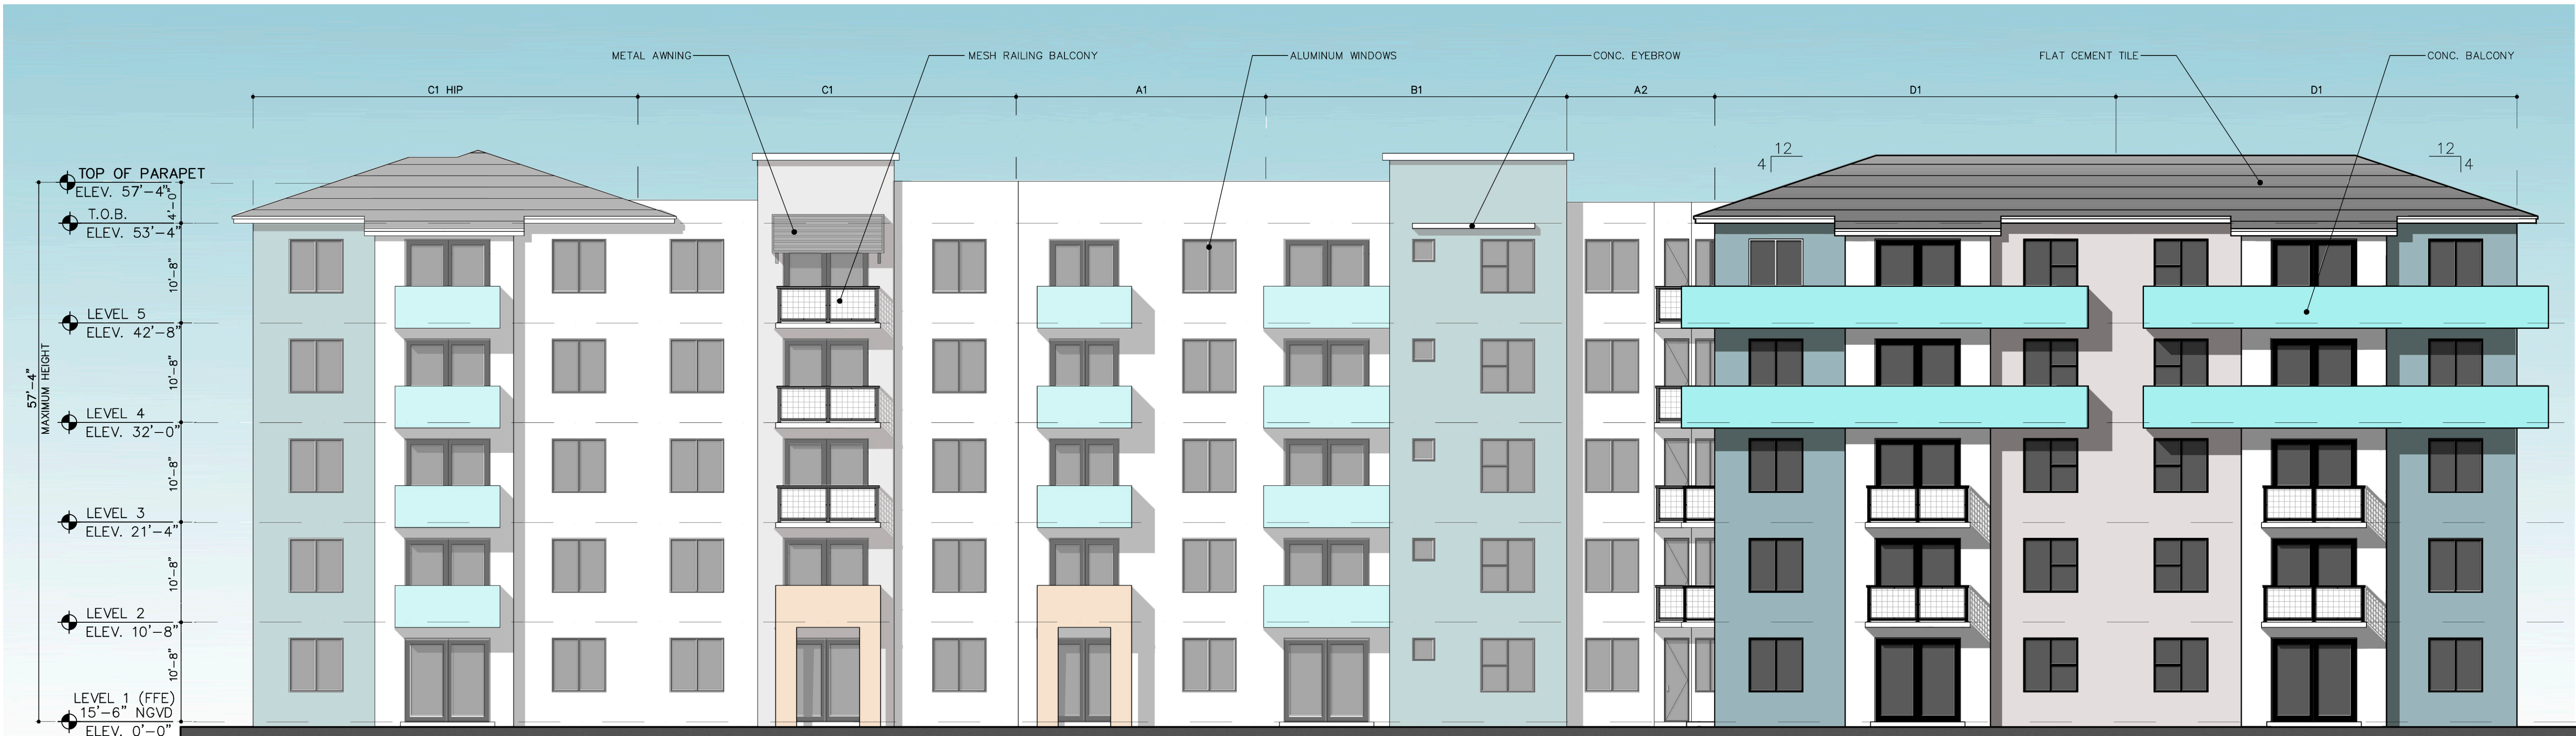 METAL AWNING
MESH RAILING BALCONY
ALUMINUM WINDOWS
CONC. EYEBROW
FLAT CEMENT TILE
CONC. BALCONY
C1 HIP
C1
A1
B1
A2
D1
D1
12
4
12
4
TOP OF PARAPET
ELEV. 57'-4"
4'-0"
T.O.B.
ELEV. 53'-4"
10'-8"
LEVEL 5
ELEV. 42'-8"
10'-8"
LEVEL 4
ELEV. 32'-0"
10'-8"
LEVEL 3
ELEV. 21'-4"
10'-8"
LEVEL 2
ELEV. 10'-8"
10'-8"
LEVEL 1 (FFE)
15'-6" NGVD
ELEV. 0'-0"
57'-4"
MAXIMUM HEIGHT